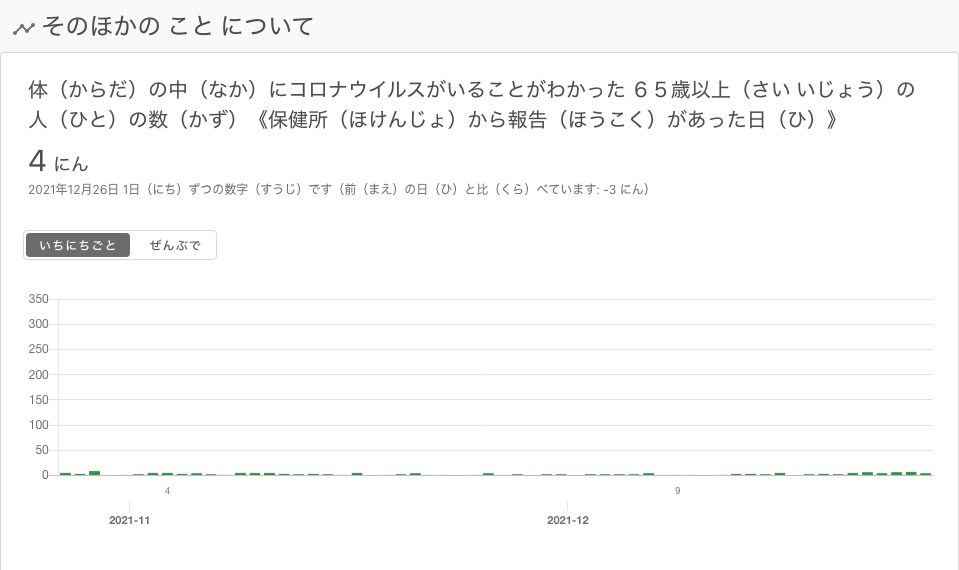 そのほかの こと について
体（からだ）の中（なか）にコロナウイルスがいることがわかった ６５歳以上（さい いじょう）の
人（ひと）の数（かず）《保健所（ほけんじょ）から報告（ほうこく）があった日（ひ）》
4 にん
2021年12月26日 1日（にち）ずつの数字（すうじ）です（前（まえ）の日（ひ）と比（くら）べています: -3 にん）
いちにちごと ぜんぶで
350
300
250
200
150
100
50
0
4 9
2021-11 2021-12